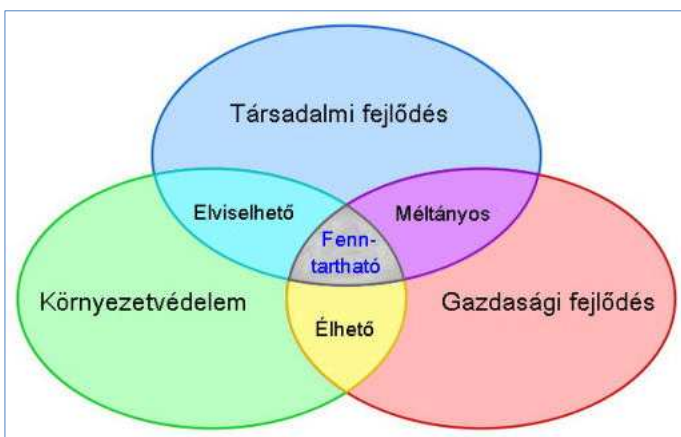 Társadalmi fejlődés
Elviselhető
Méltányos
Fenn-
tartható
Környezetvédelem
Gazdasági fejlődés
Élhető